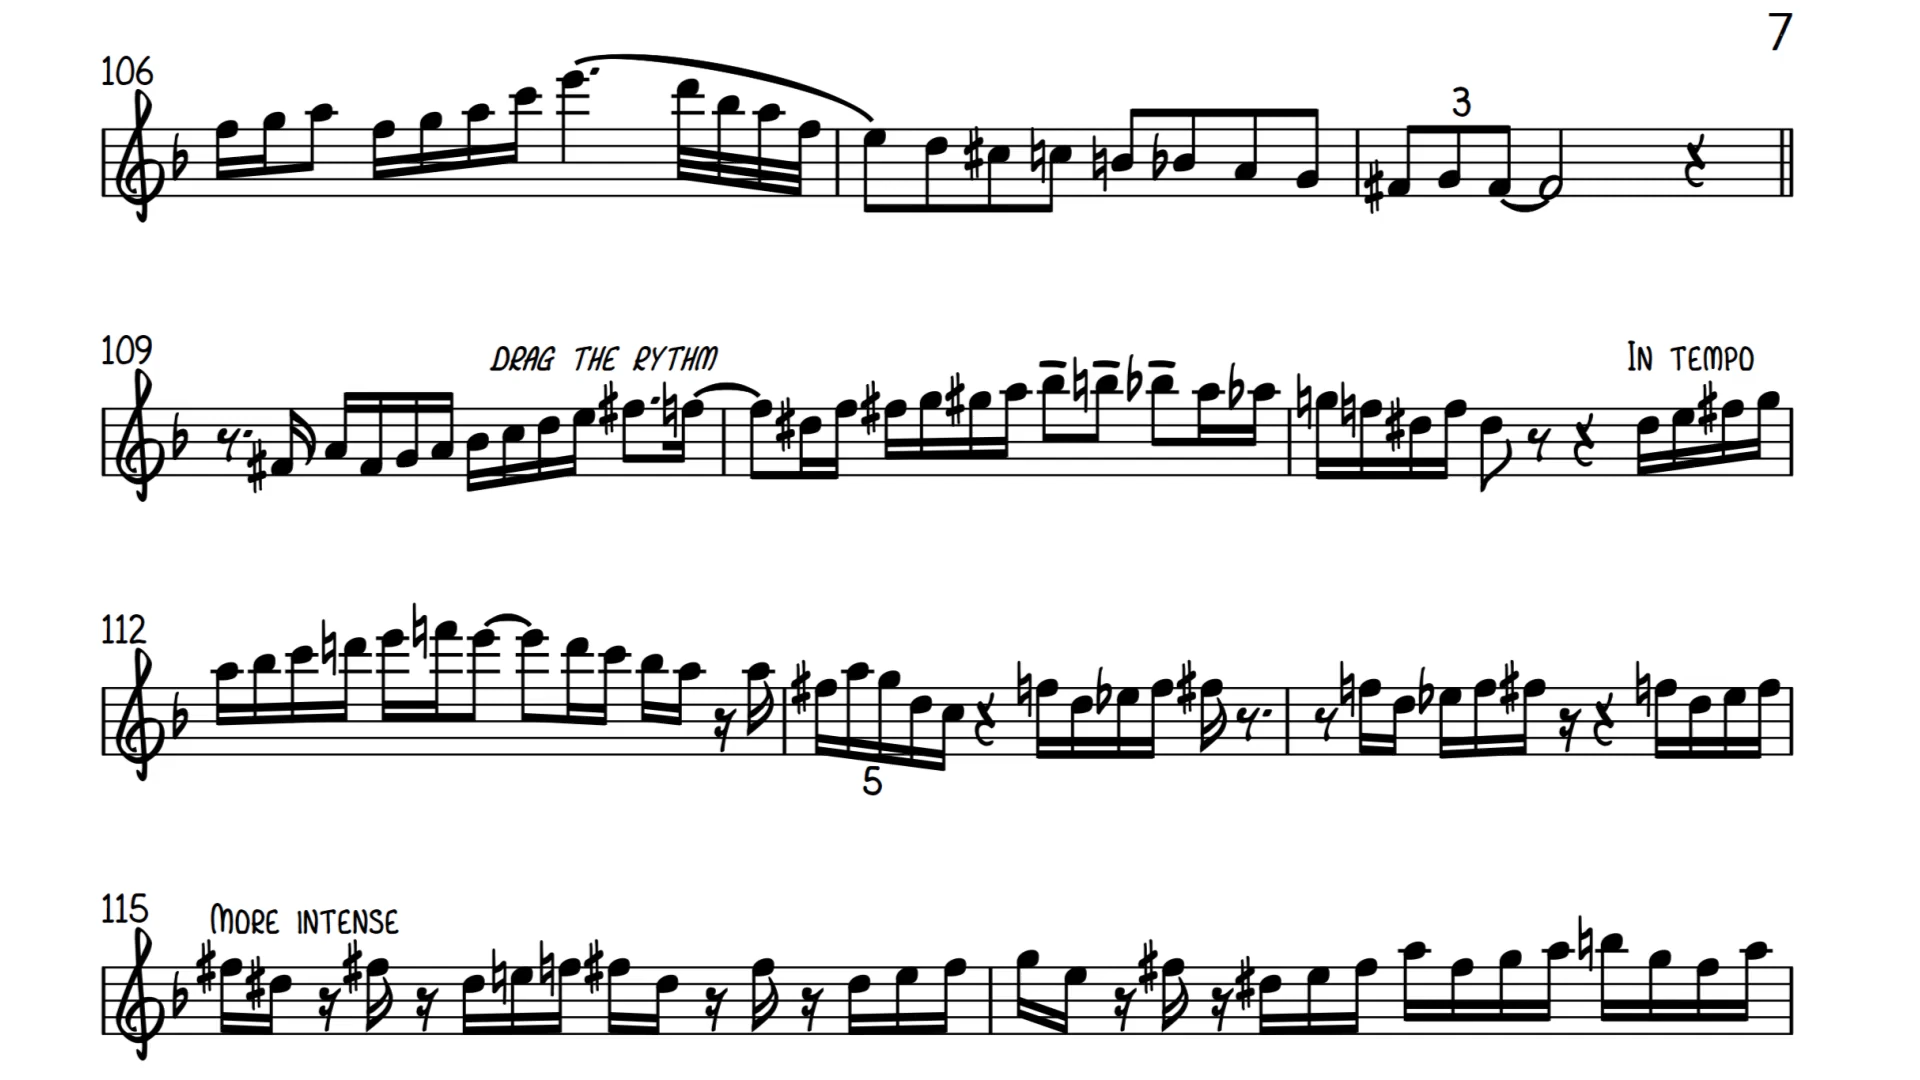 7
106
3
109
DRAG THE RYTHM
IN TEMPO
112
5
115
MORE INTENSE